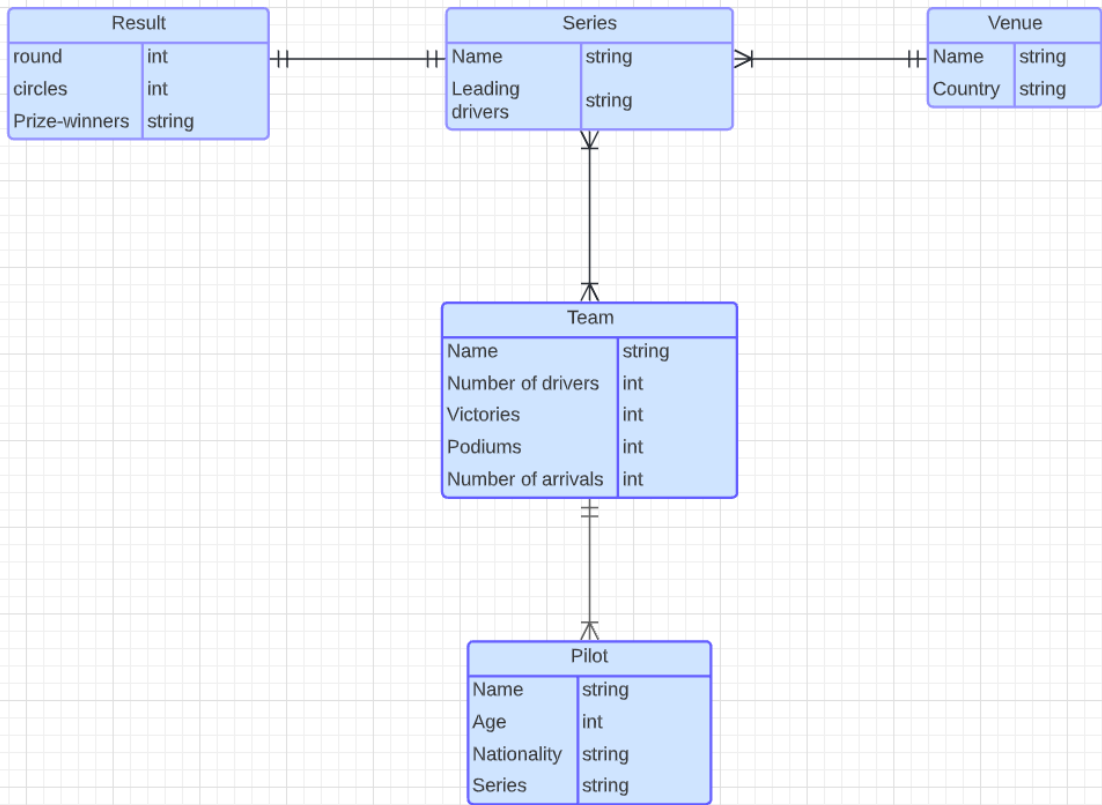 Result
round int
circles int
Prize-winners string
Series
Name string
Leading
drivers string
Venue
Name string
Country string
Team
Name string
Number of drivers int
Victories int
Podiums int
Number of arrivals int
Pilot
Name string
Age int
Nationality string
Series string